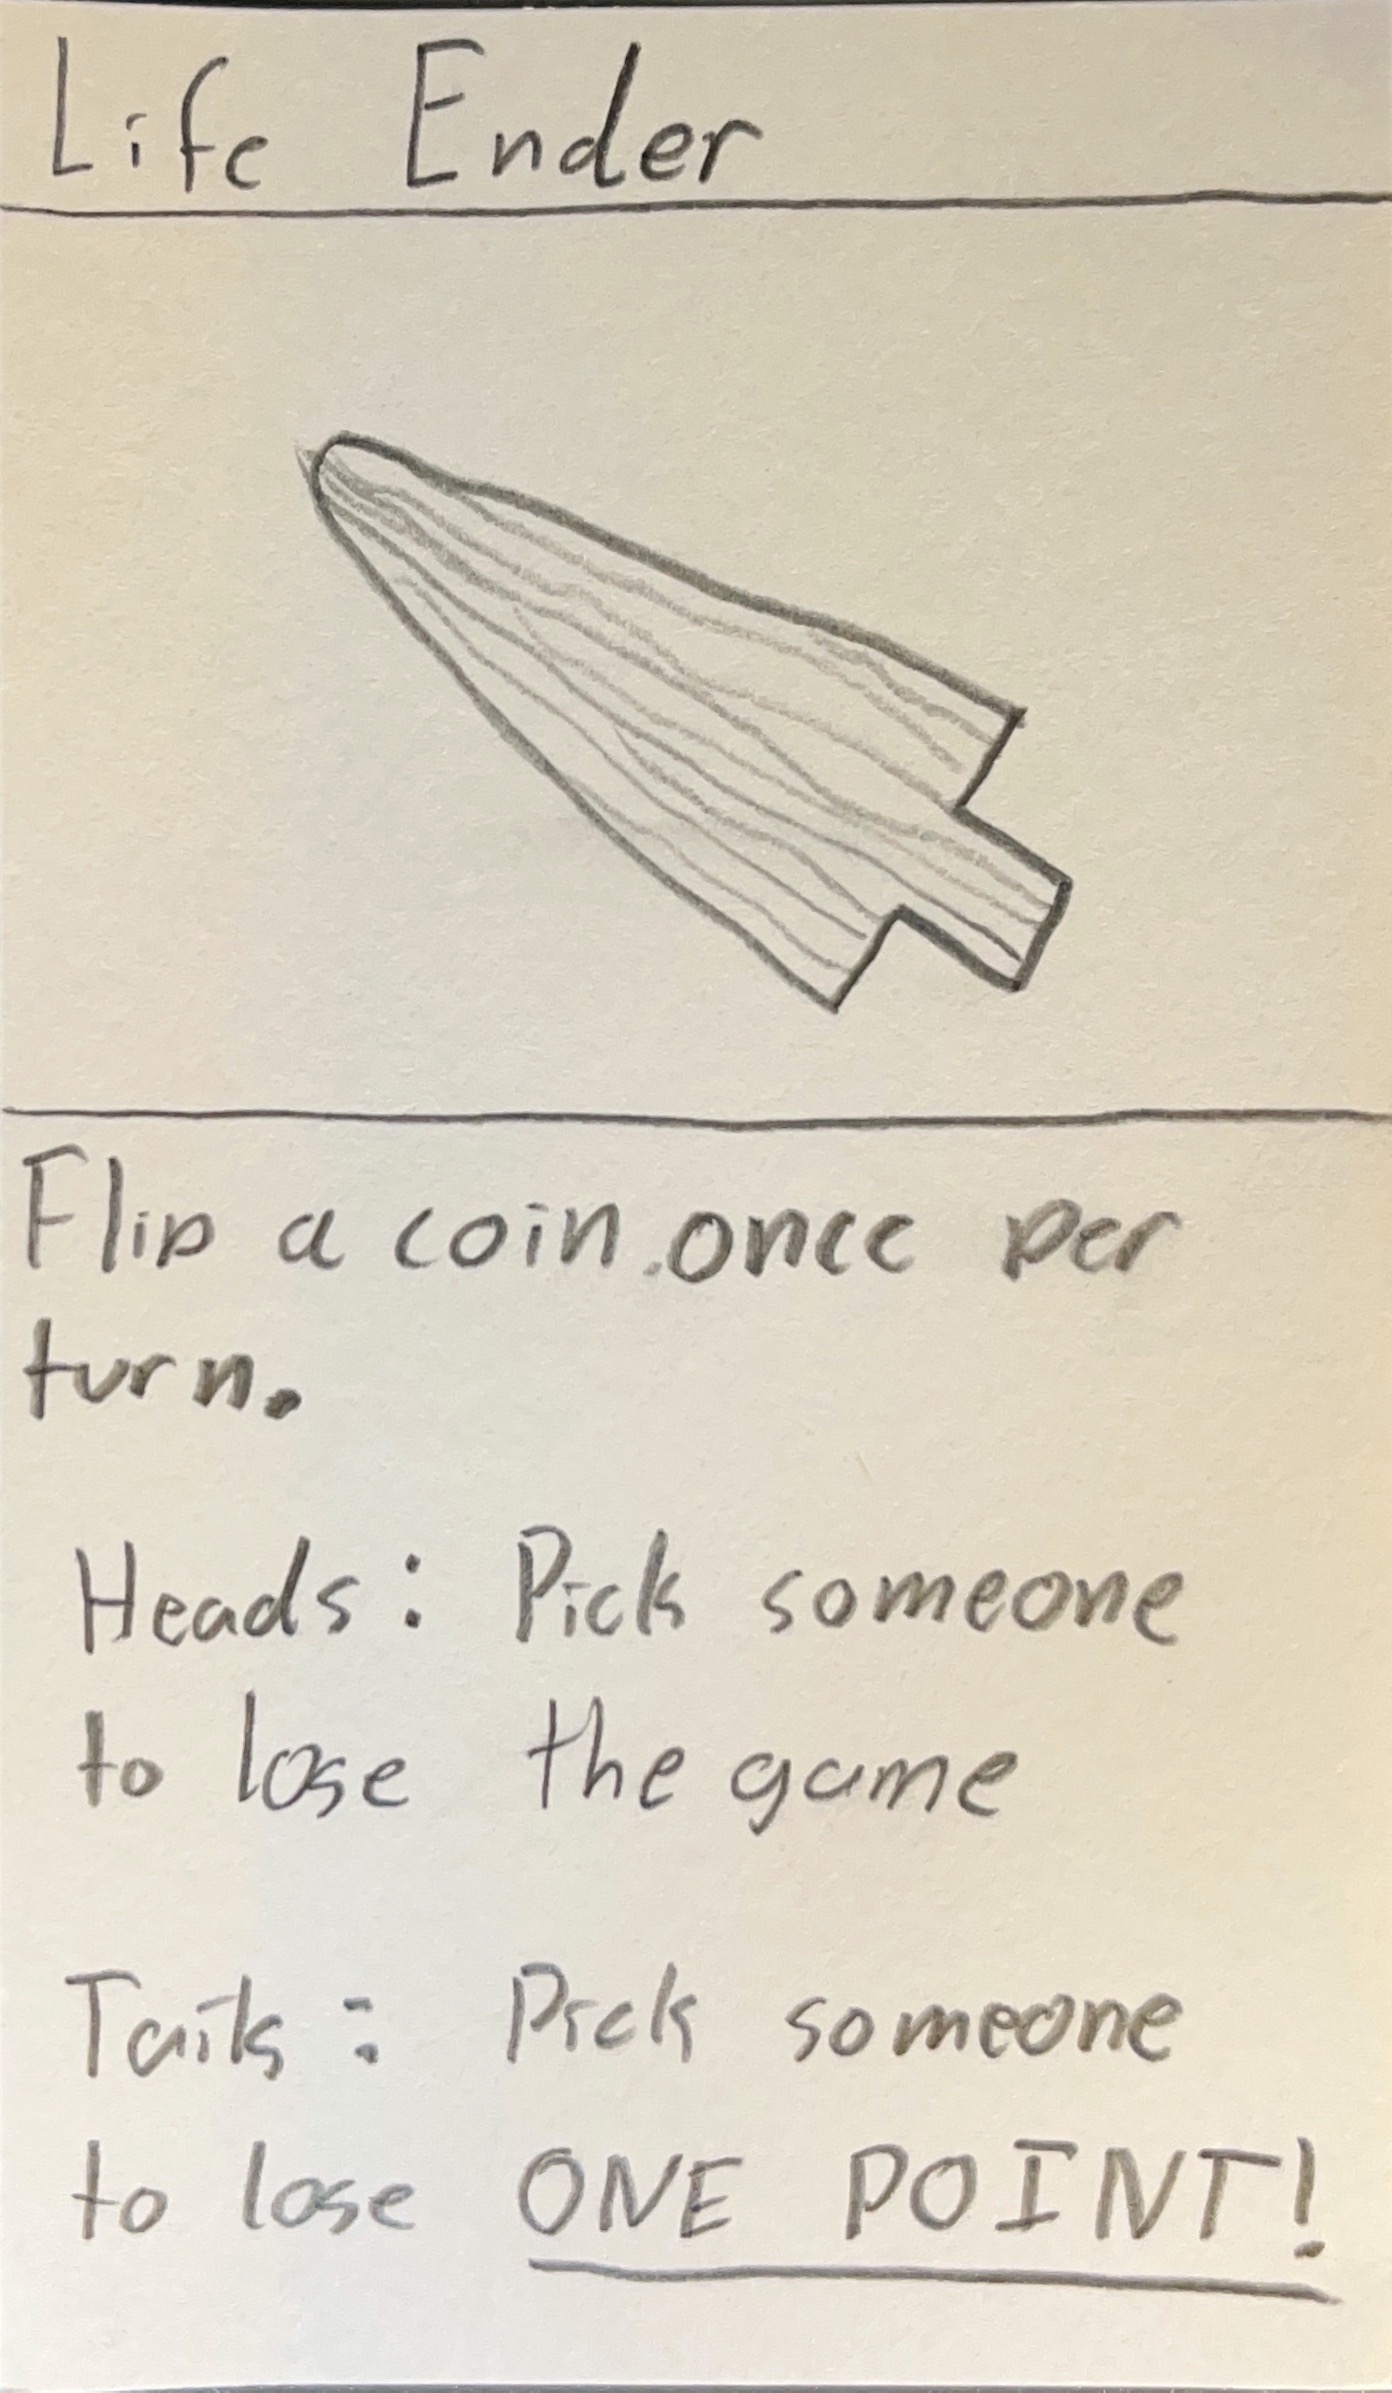 Life Ender
Flip a coin once per
turn.
Heads: Pick someone
to lose the game
Tails: Pick someone
to lose ONE POINT!